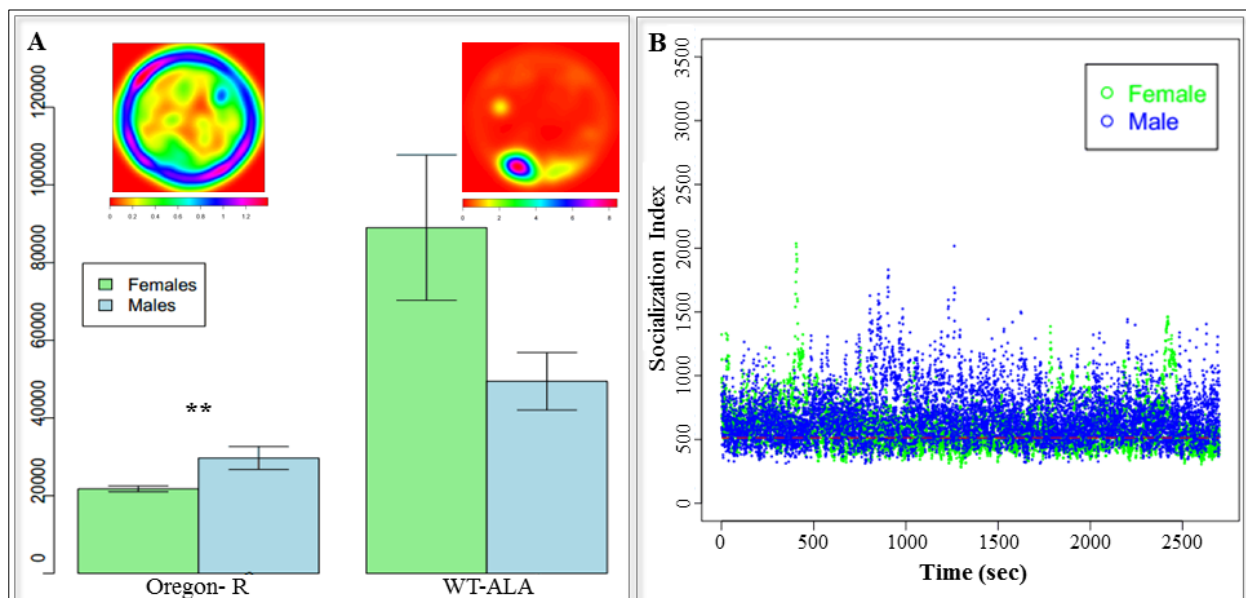 A
120000
100000
80000
60000
40000
20000
0
0 0.2 0.4 0.6 0.8 1 1.2
0 2 4 6 8
Females
Males
**
Oregon- R
WT-ALA
B
Socialization Index
3500
3000
2500
2000
1500
1000
500
0
Female
Male
0 500 1000 1500 2000 2500
Time (sec)